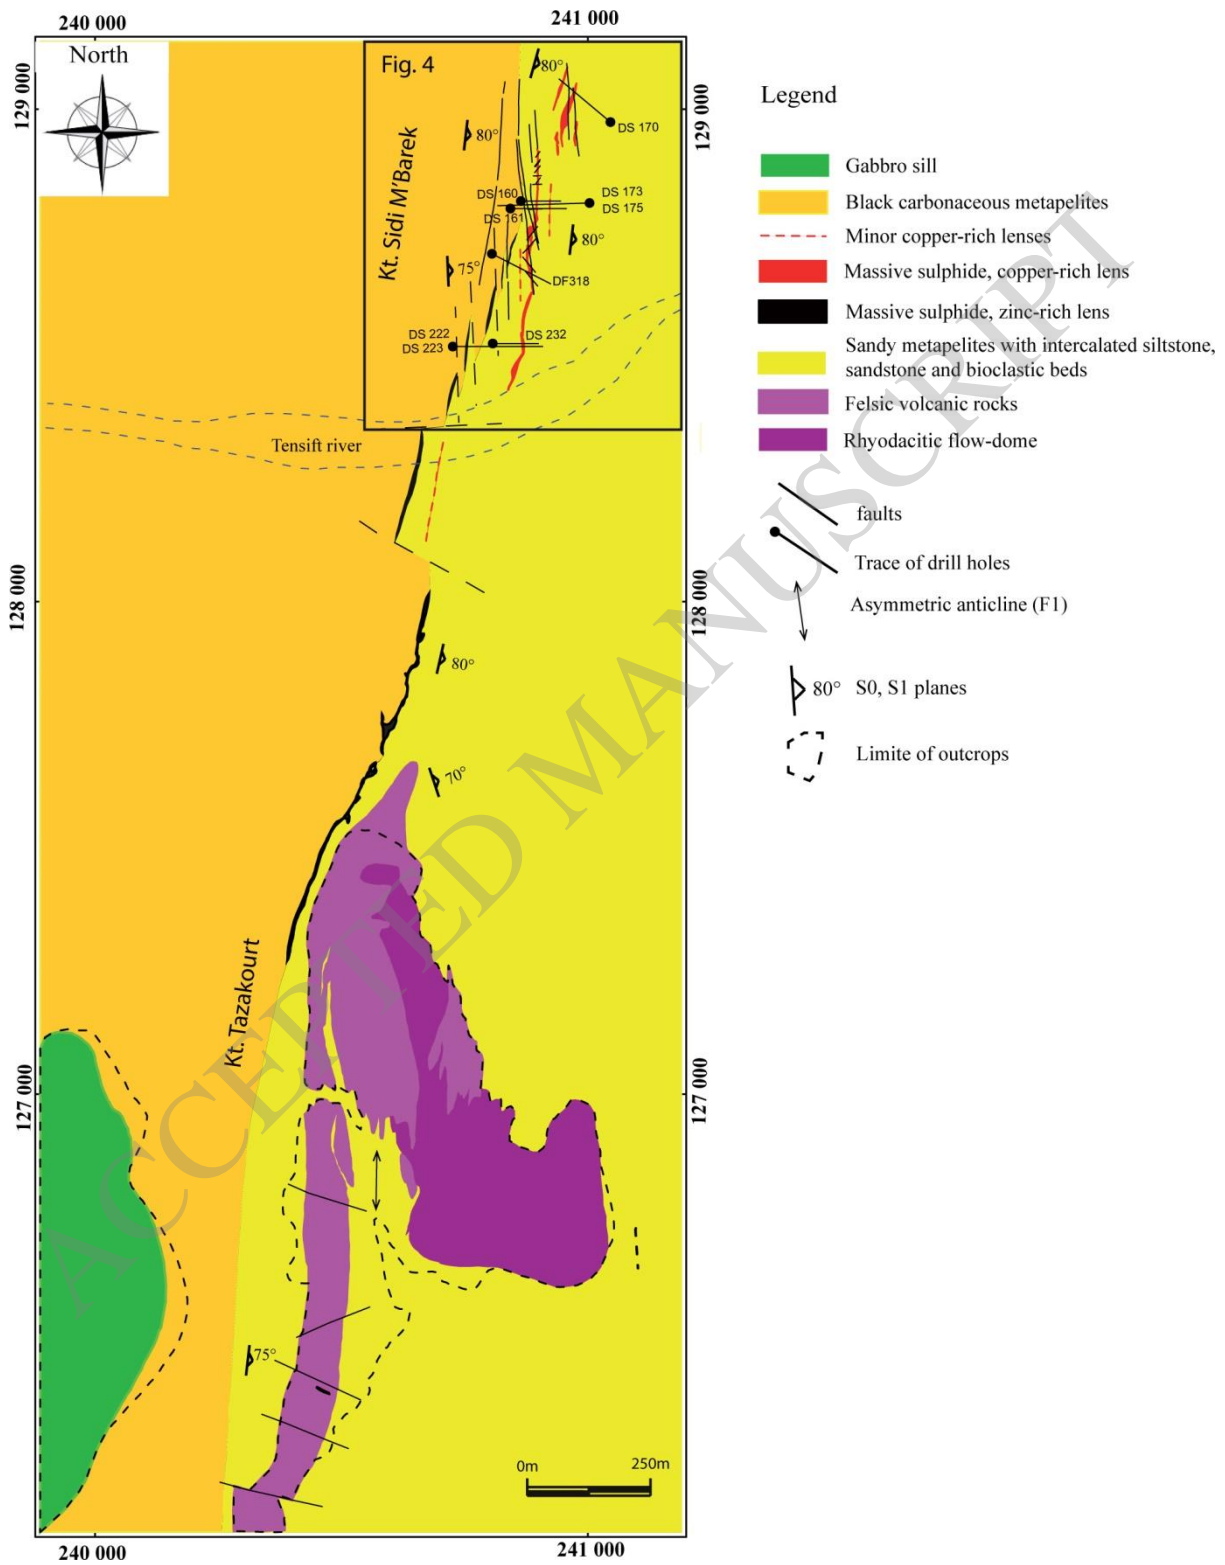 240 000
241 000
North
Fig. 4
80°
129 000
129 000
DS 170
80°
Kt. Sidi M'Barek
DS 160
DS 173
DS 175
DS 161
80°
75°
DF318
DS 222
DS 232
DS 223
Tensift river
128 000
128 000
80°
70°
Kt. Tazakourt
127 000
127 000
75°
0m
250m
240 000
241 000
Legend
Gabbro sill
Black carbonaceous metapelites
Minor copper-rich lenses
Massive sulphide, copper-rich lens
Massive sulphide, zinc-rich lens
Sandy metapelites with intercalated siltstone,
sandstone and bioclastic beds
Felsic volcanic rocks
Rhyodacitic flow-dome
faults
Trace of drill holes
Asymmetric anticline (F1)
80° S0, S1 planes
Limite of outcrops
ACCEPTED MANUSCRIPT